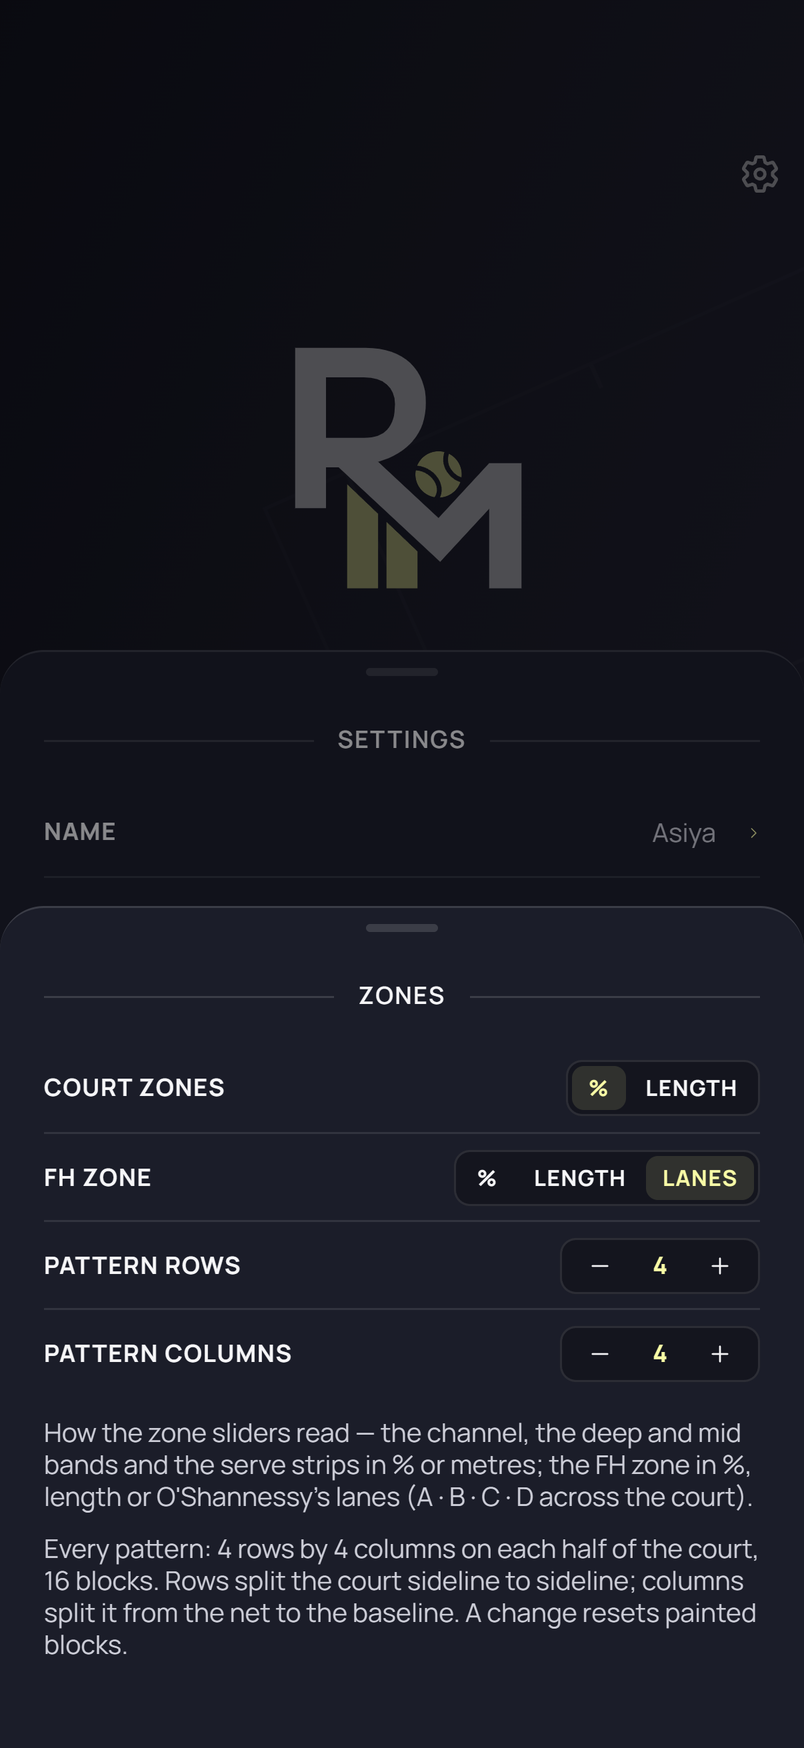 RM
SETTINGS
NAME Asiya
ZONES
COURT ZONES % LENGTH
FH ZONE % LENGTH LANES
PATTERN ROWS − 4 +
PATTERN COLUMNS − 4 +
How the zone sliders read — the channel, the deep and mid
bands and the serve strips in % or metres; the FH zone in %,
length or O'Shannessy's lanes (A · B · C · D across the court).
Every pattern: 4 rows by 4 columns on each half of the court,
16 blocks. Rows split the court sideline to sideline; columns
split it from the net to the baseline. A change resets painted
blocks.